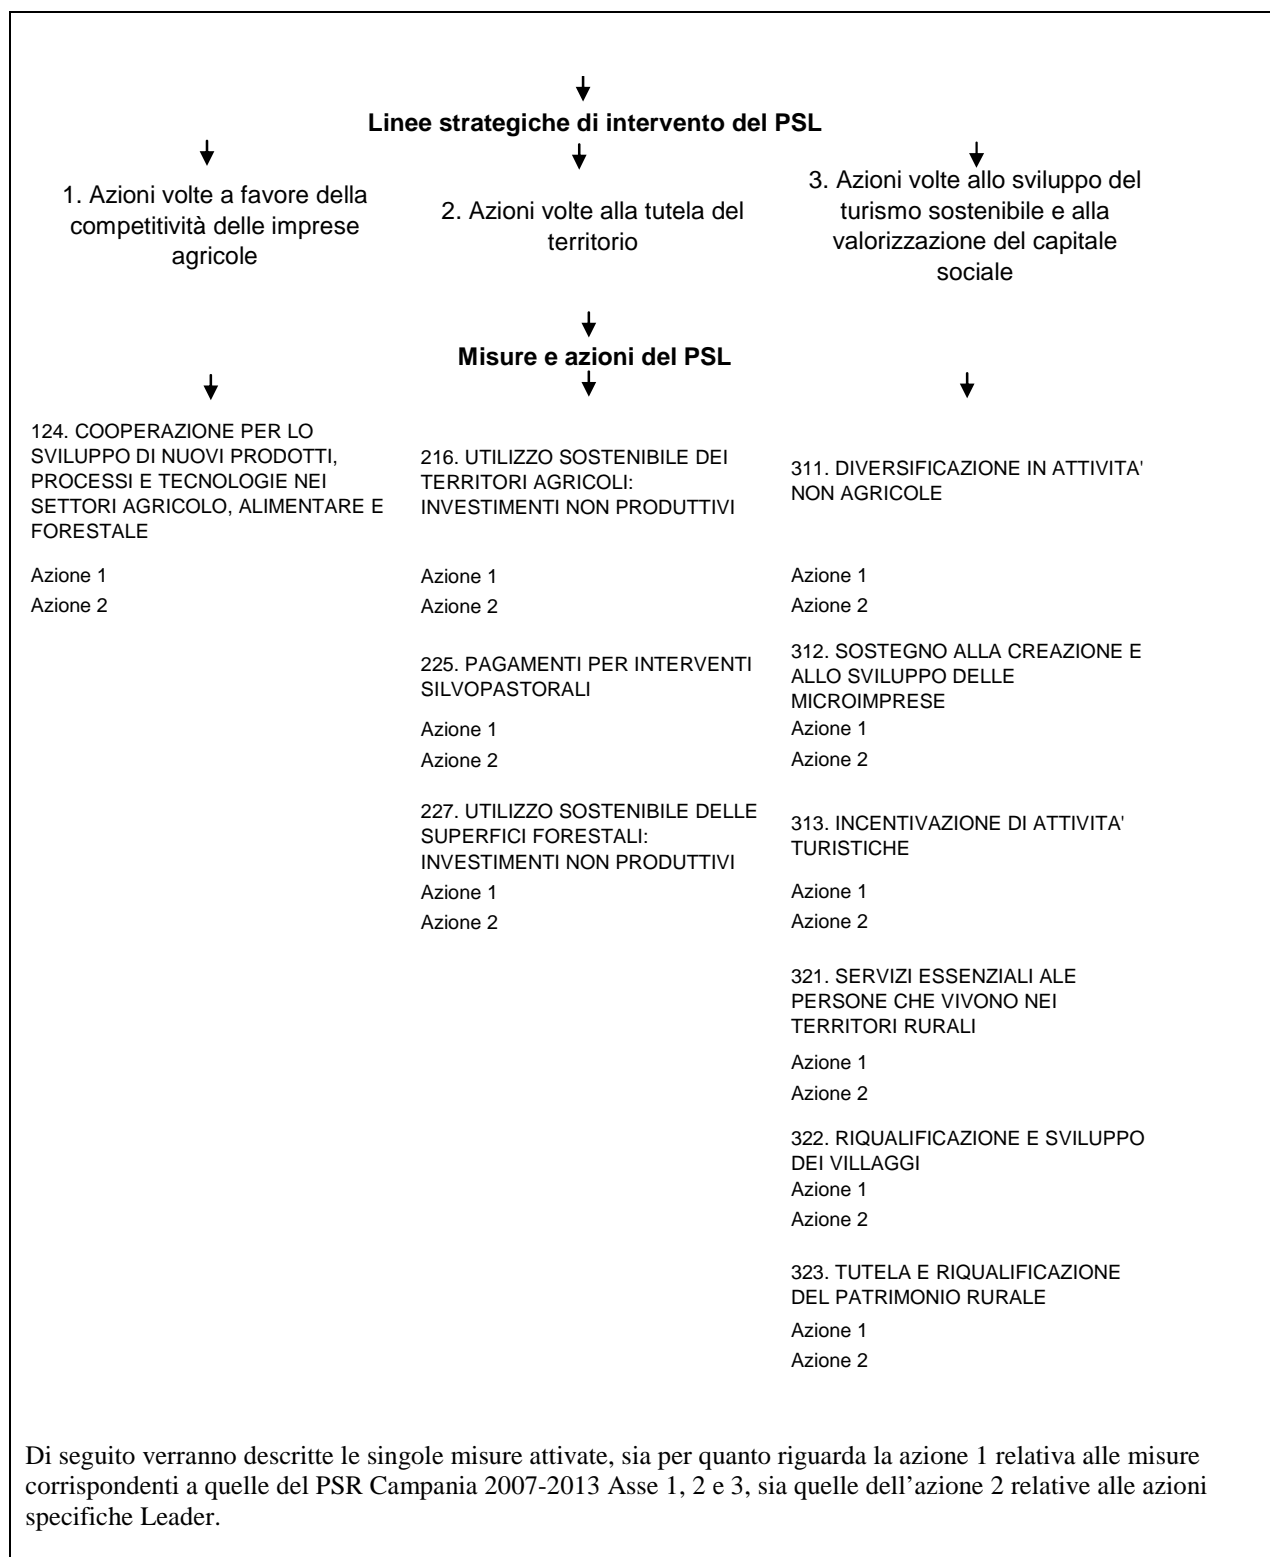 Linee strategiche di intervento del PSL
1. Azioni volte a favore della
competitività delle imprese
agricole
2. Azioni volte alla tutela del
territorio
3. Azioni volte allo sviluppo del
turismo sostenibile e alla
valorizzazione del capitale
sociale
Misure e azioni del PSL
124. COOPERAZIONE PER LO
SVILUPPO DI NUOVI PRODOTTI,
PROCESSI E TECNOLOGIE NEI
SETTORI AGRICOLO, ALIMENTARE E
FORESTALE
Azione 1
Azione 2
216. UTILIZZO SOSTENIBILE DEI
TERRITORI AGRICOLI:
INVESTIMENTI NON PRODUTTIVI
Azione 1
Azione 2
225. PAGAMENTI PER INTERVENTI
SILVOPASTORALI
Azione 1
Azione 2
227. UTILIZZO SOSTENIBILE DELLE
SUPERFICI FORESTALI:
INVESTIMENTI NON PRODUTTIVI
Azione 1
Azione 2
311. DIVERSIFICAZIONE IN ATTIVITA'
NON AGRICOLE
Azione 1
Azione 2
312. SOSTEGNO ALLA CREAZIONE E
ALLO SVILUPPO DELLE
MICROIMPRESE
Azione 1
Azione 2
313. INCENTIVAZIONE DI ATTIVITA'
TURISTICHE
Azione 1
Azione 2
321. SERVIZI ESSENZIALI ALE
PERSONE CHE VIVONO NEI
TERRITORI RURALI
Azione 1
Azione 2
322. RIQUALIFICAZIONE E SVILUPPO
DEI VILLAGGI
Azione 1
Azione 2
323. TUTELA E RIQUALIFICAZIONE
DEL PATRIMONIO RURALE
Azione 1
Azione 2
Di seguito verranno descritte le singole misure attivate, sia per quanto riguarda la azione 1 relativa alle misure
corrispondenti a quelle del PSR Campania 2007-2013 Asse 1, 2 e 3, sia quelle dell’azione 2 relative alle azioni
specifiche Leader.